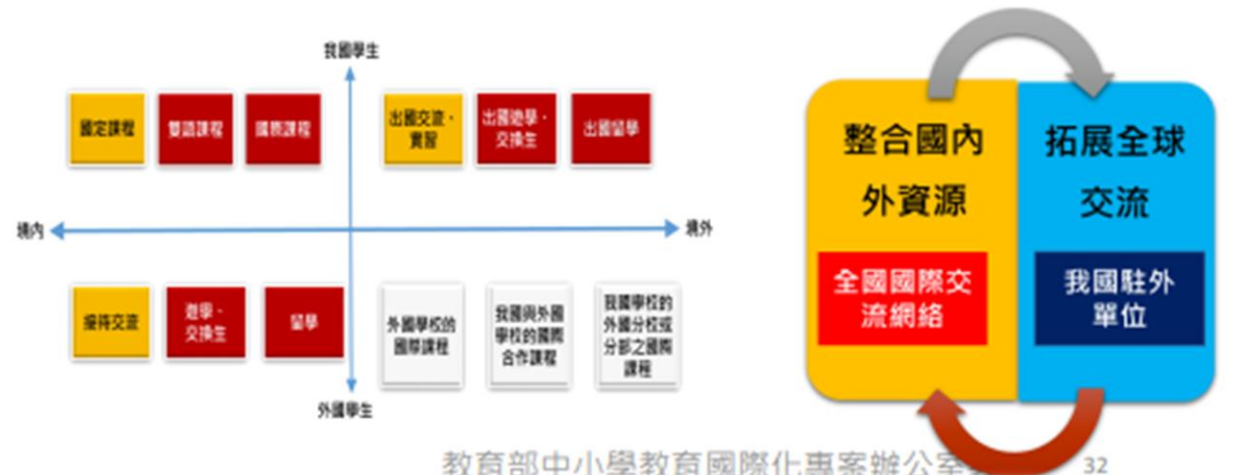 我國學生
國定課程
雙語課程
國際課程
出國交流、
實習
出國遊學、
交換生
出國留學
境內
境外
接待交流
遊學、
交換生
留學
外國學校的
國際課程
我國與外國
學校的國際
合作課程
我國學校的
外國分校或
分部之國際
課程
外國學生
整合國內
外資源
全國國際交
流網絡
拓展全球
交流
我國駐外
單位
教育部中小學教育國際化專案辦公室
32